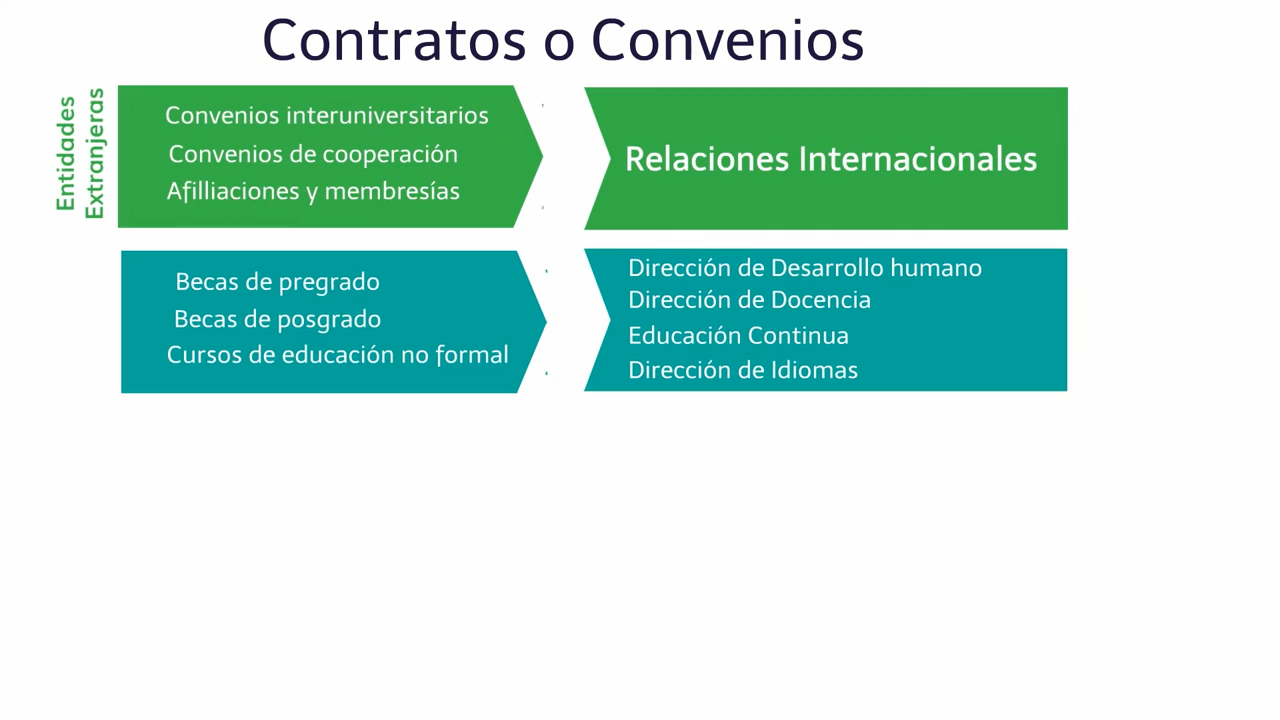 Contratos o Convenios
Entidades
Extranjeras
Convenios interuniversitarios
Convenios de cooperación
Afilliaciones y membresías
Relaciones Internacionales
Becas de pregrado
Becas de posgrado
Cursos de educación no formal
Dirección de Desarrollo humano
Dirección de Docencia
Educación Continua
Dirección de Idiomas